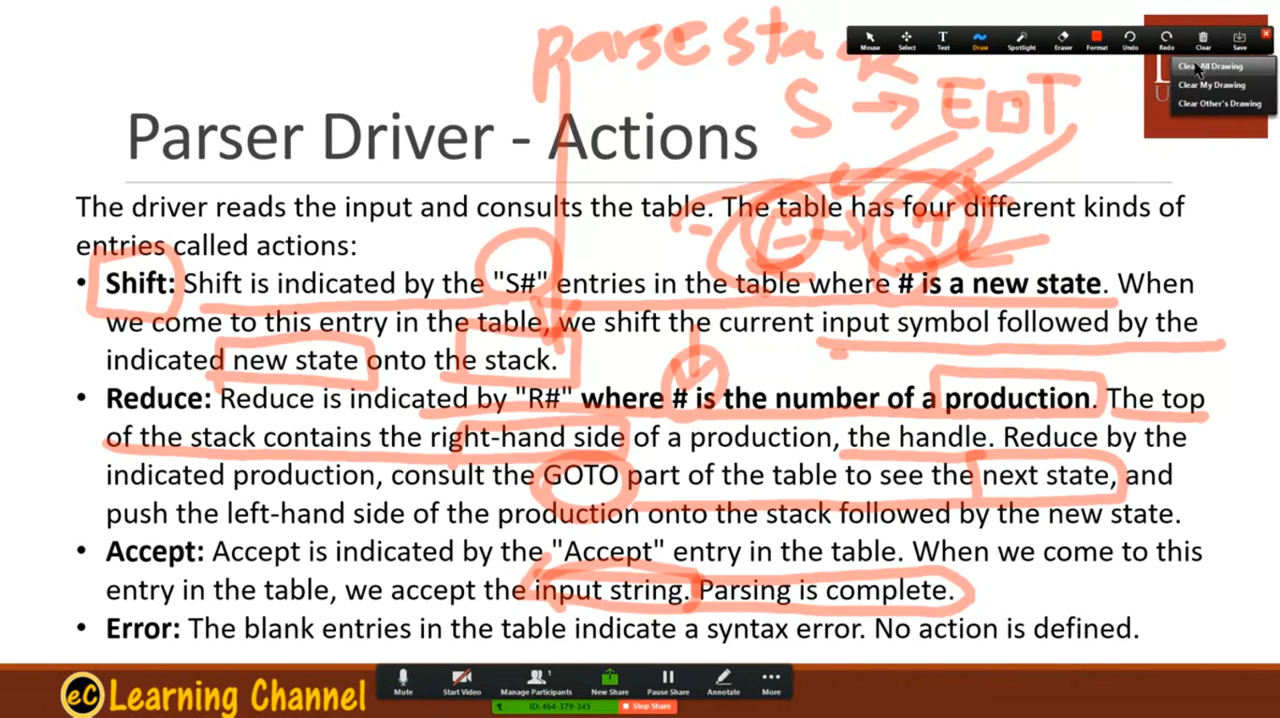 parse stack
Mouse Select Text Draw Spotlight Eraser Format Undo Redo Clear Save
Clear All Drawing
Clear My Drawing
Clear Other's Drawing
S → E
Parser Driver - Actions
The driver reads the input and consults the table. The table has four different kinds of
entries called actions:
• Shift: Shift is indicated by the "S#" entries in the table where # is a new state. When
we come to this entry in the table, we shift the current input symbol followed by the
indicated new state onto the stack.
• Reduce: Reduce is indicated by "R#" where # is the number of a production. The top
of the stack contains the right-hand side of a production, the handle. Reduce by the
indicated production, consult the GOTO part of the table to see the next state, and
push the left-hand side of the production onto the stack followed by the new state.
• Accept: Accept is indicated by the "Accept" entry in the table. When we come to this
entry in the table, we accept the input string. Parsing is complete.
• Error: The blank entries in the table indicate a syntax error. No action is defined.
eC Learning Channel
Mute Start Video Manage Participants 1 New Share Pause Share Annotate More
ID: 464-379-345 Stop Share